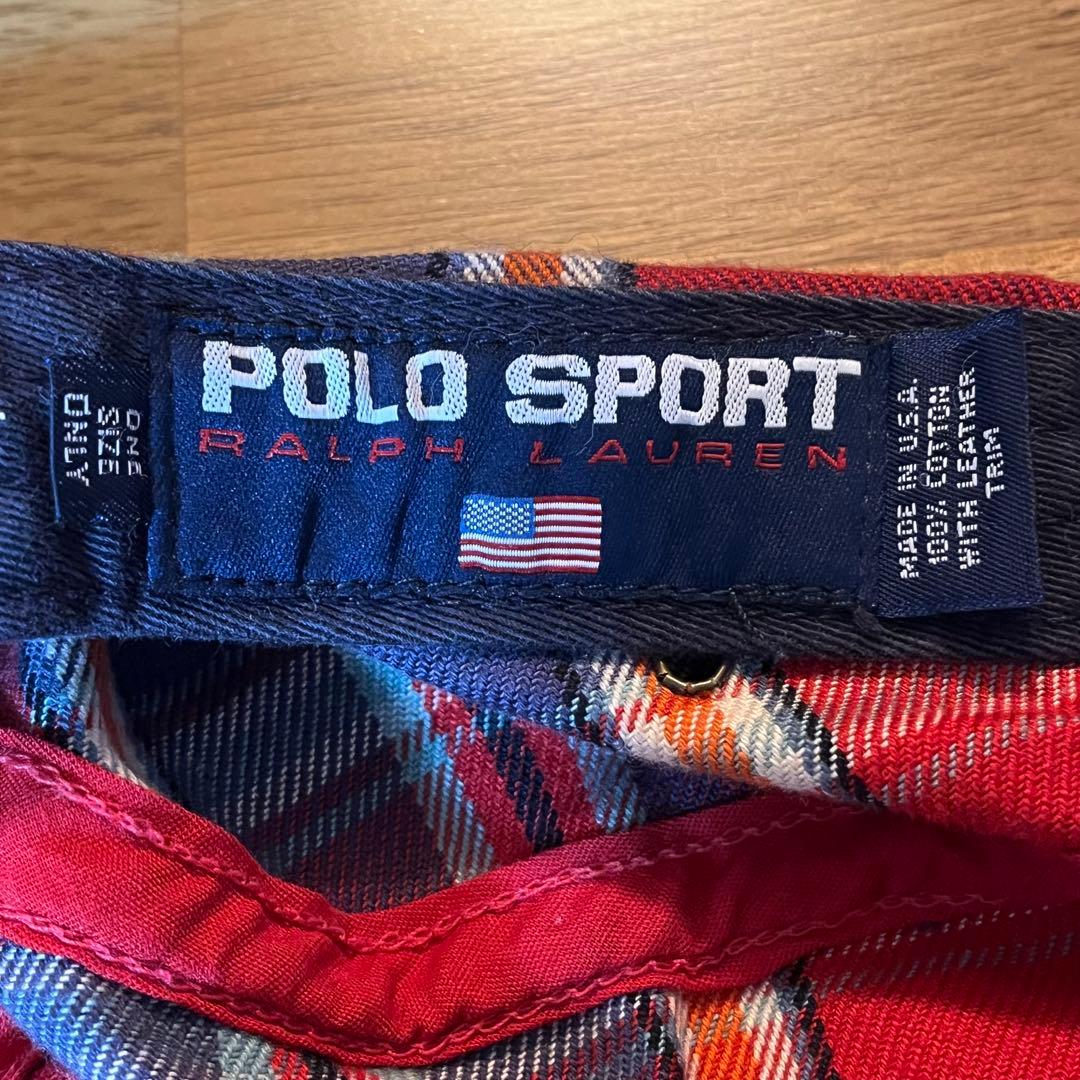 ONE
SIZE
ONLY
POLO SPORT
RALPH LAUREN
MADE IN U.S.A.
100% COTTON
WITH LEATHER
TRIM